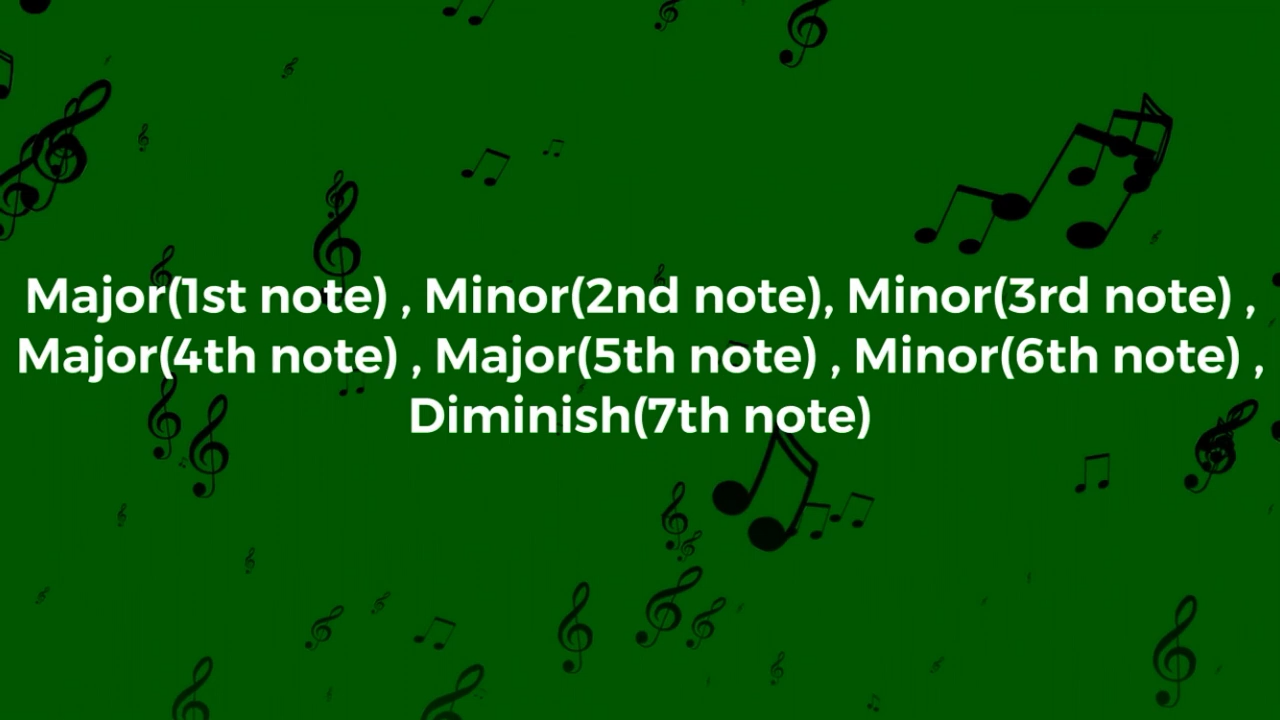 Major(1st note) , Minor(2nd note), Minor(3rd note) ,
Major(4th note) , Major(5th note) , Minor(6th note) ,
Diminish(7th note)